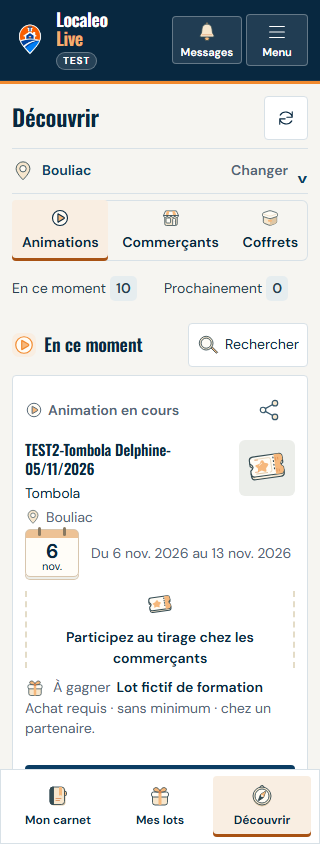 Localeo
Live
TEST
Messages
Menu
Découvrir
Bouliac
Changer
Animations
Commerçants
Coffrets
En ce moment 10
Prochainement 0
En ce moment
Rechercher
Animation en cours
TEST2-Tombola Delphine-
05/11/2026
Tombola
Bouliac
6
nov.
Du 6 nov. 2026 au 13 nov. 2026
Participez au tirage chez les
commerçants
À gagner Lot fictif de formation
Achat requis · sans minimum · chez un
partenaire.
Mon carnet
Mes lots
Découvrir